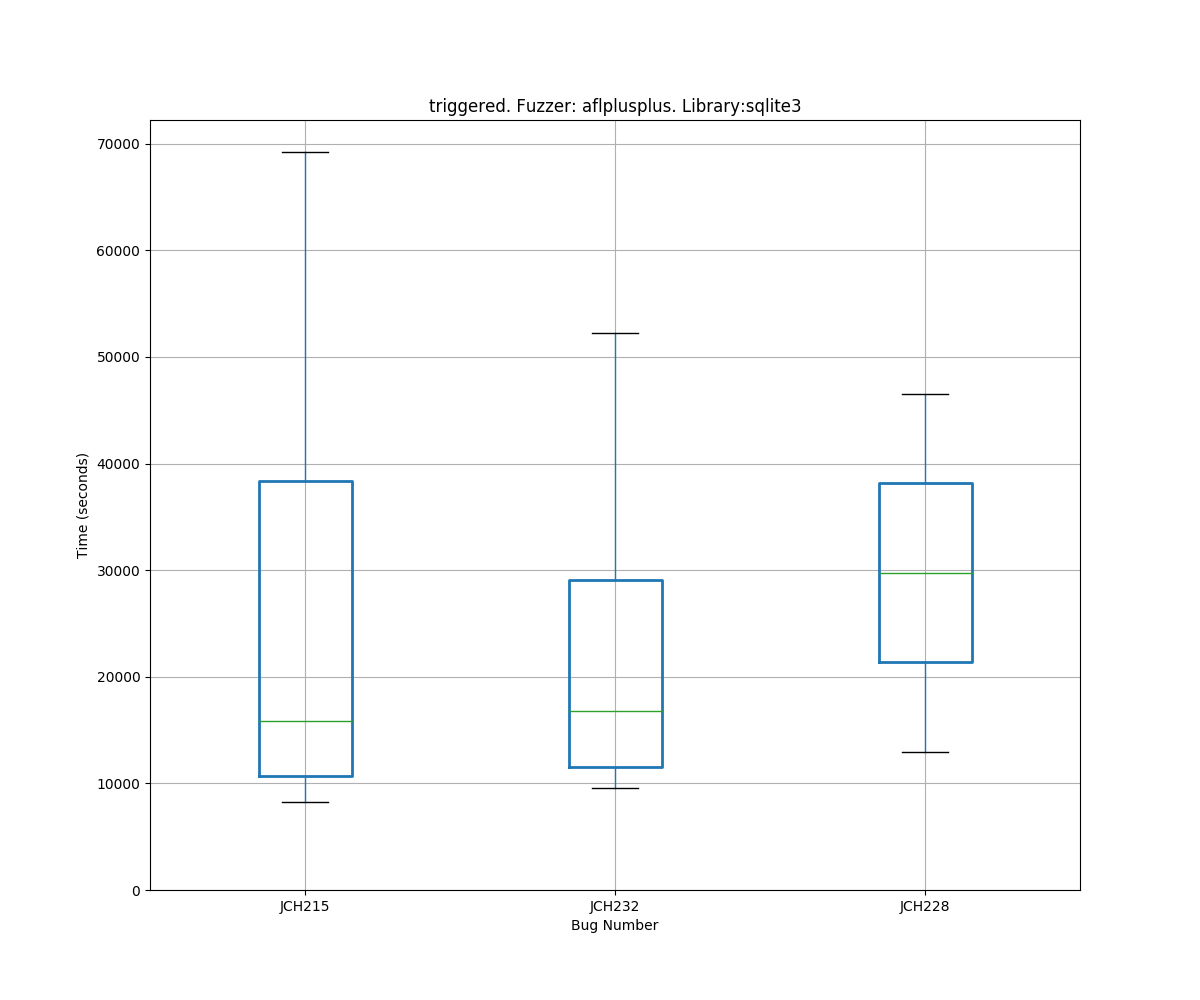 triggered. Fuzzer: aflplusplus. Library:sqlite3
70000
60000
50000
40000
30000
20000
10000
0
Time (seconds)
JCH215
JCH232
JCH228
Bug Number